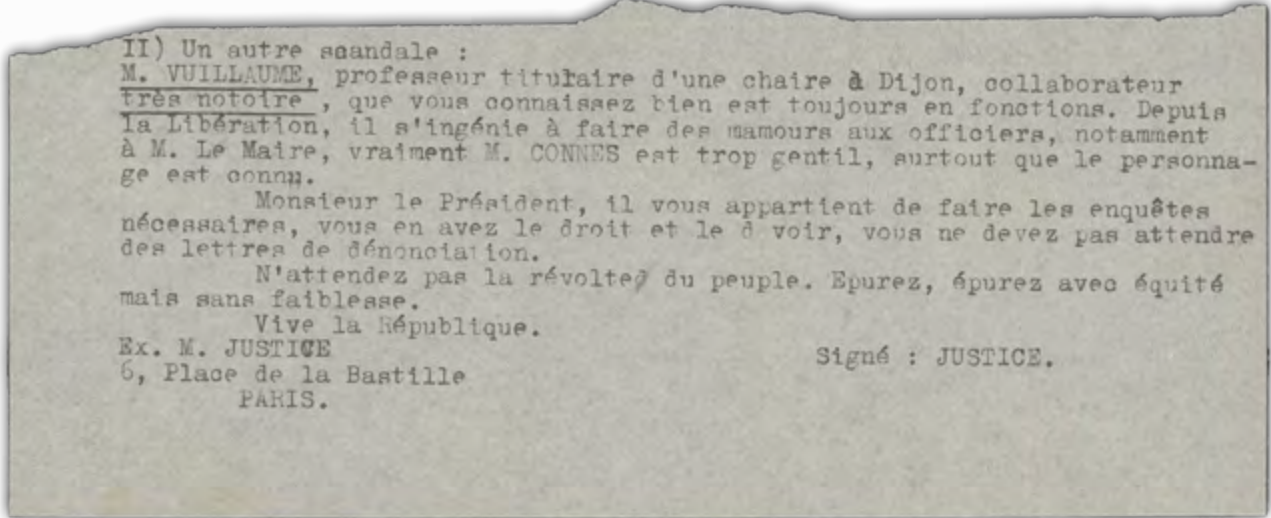 II) Un autre scandale :
M. VUILLAUME, professeur titulaire d'une chaire à Dijon, collaborateur
très notoire , que vous connaissez bien est toujours en fonctions. Depuis
la Libération, il s'ingénie à faire des mamours aux officiers, notamment
à M. Le Maire, vraiment M. CONNES est trop gentil, surtout que le personna-
ge est connu.
Monsieur le Président, il vous appartient de faire les enquêtes
nécessaires, vous en avez le droit et le d voir, vous ne devez pas attendre
des lettres de dénonciation.
N'attendez pas la révolte du peuple. Epurez, épurez avec équité
mais sans faiblesse.
Vive la République.
Ex. M. JUSTICE
Signé : JUSTICE.
6, Place de la Bastille
PARIS.